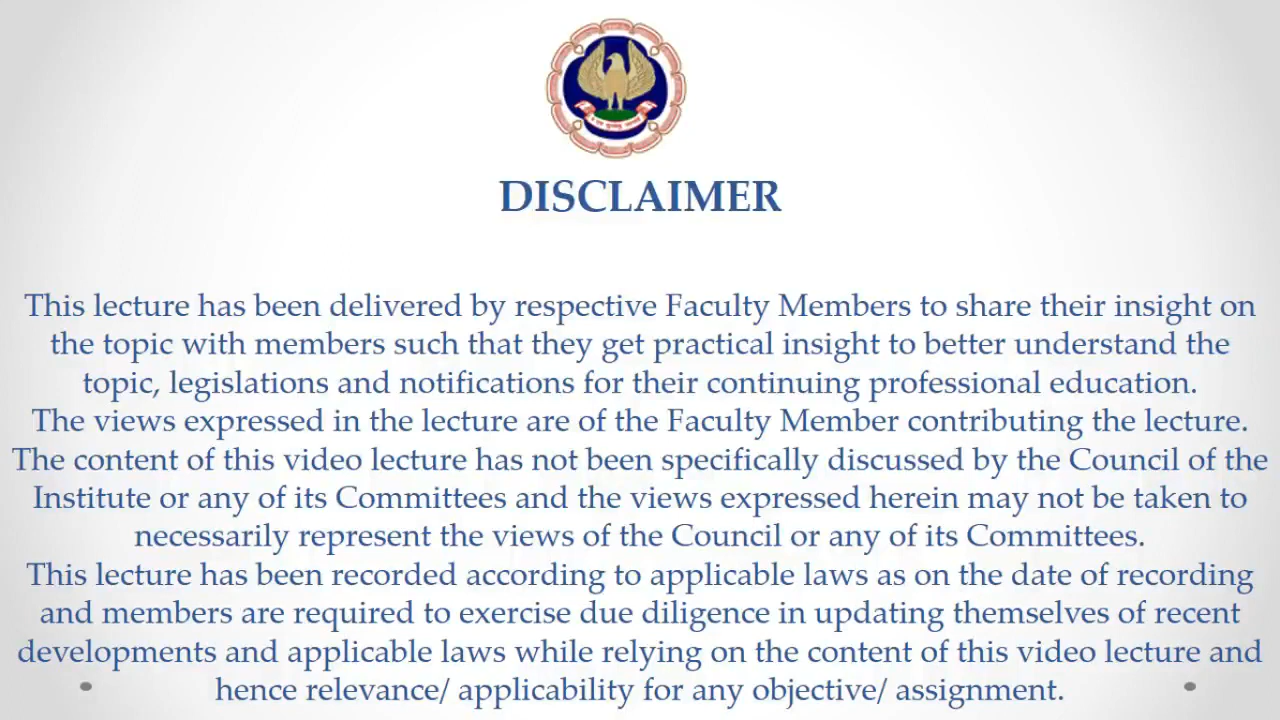 DISCLAIMER
This lecture has been delivered by respective Faculty Members to share their insight on
the topic with members such that they get practical insight to better understand the
topic, legislations and notifications for their continuing professional education.
The views expressed in the lecture are of the Faculty Member contributing the lecture.
The content of this video lecture has not been specifically discussed by the Council of the
Institute or any of its Committees and the views expressed herein may not be taken to
necessarily represent the views of the Council or any of its Committees.
This lecture has been recorded according to applicable laws as on the date of recording
and members are required to exercise due diligence in updating themselves of recent
developments and applicable laws while relying on the content of this video lecture and
hence relevance/ applicability for any objective/ assignment.